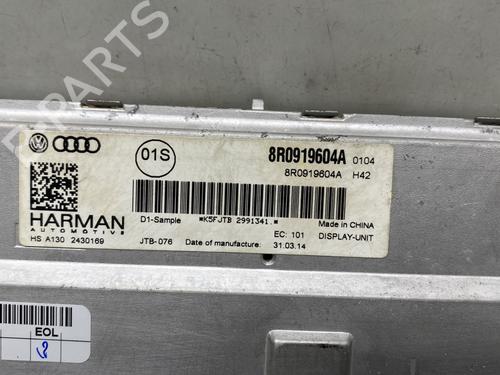 B-PARTS
01S
8R0919604A 0104
8R0919604A H42
HARMAN
AUTOMOTIVE
D1-Sample *K5FJTB 2991341.*
Made in CHINA
EC: 101 DISPLAY-UNIT
HS A130 2430169 JTB-076 Date of manufacture: 31.03.14
EOL